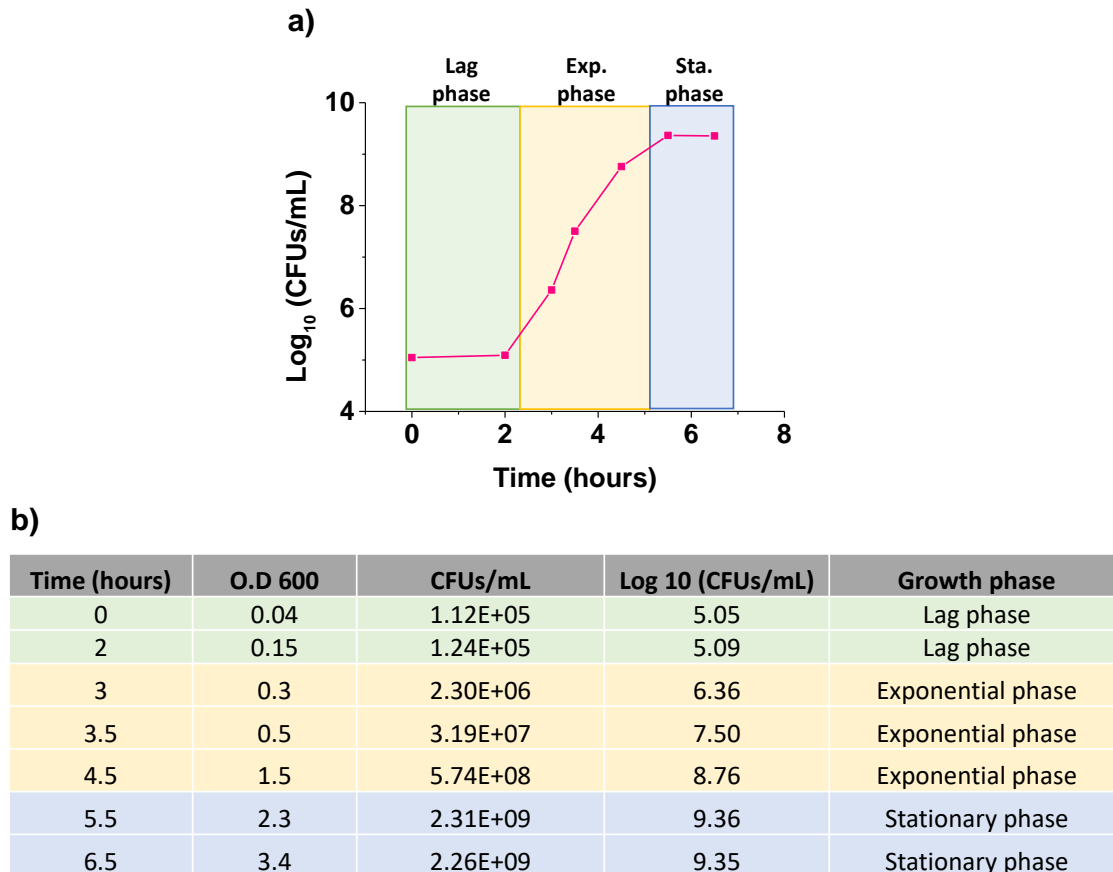 a)
Lag phase
Exp. phase
Sta. phase
10
8
6
4
Log₁₀ (CFUs/mL)
0 2 4 6 8
Time (hours)
b)
Time (hours) O.D 600 CFUs/mL Log 10 (CFUs/mL) Growth phase
0 0.04 1.12E+05 5.05 Lag phase
2 0.15 1.24E+05 5.09 Lag phase
3 0.3 2.30E+06 6.36 Exponential phase
3.5 0.5 3.19E+07 7.50 Exponential phase
4.5 1.5 5.74E+08 8.76 Exponential phase
5.5 2.3 2.31E+09 9.36 Stationary phase
6.5 3.4 2.26E+09 9.35 Stationary phase